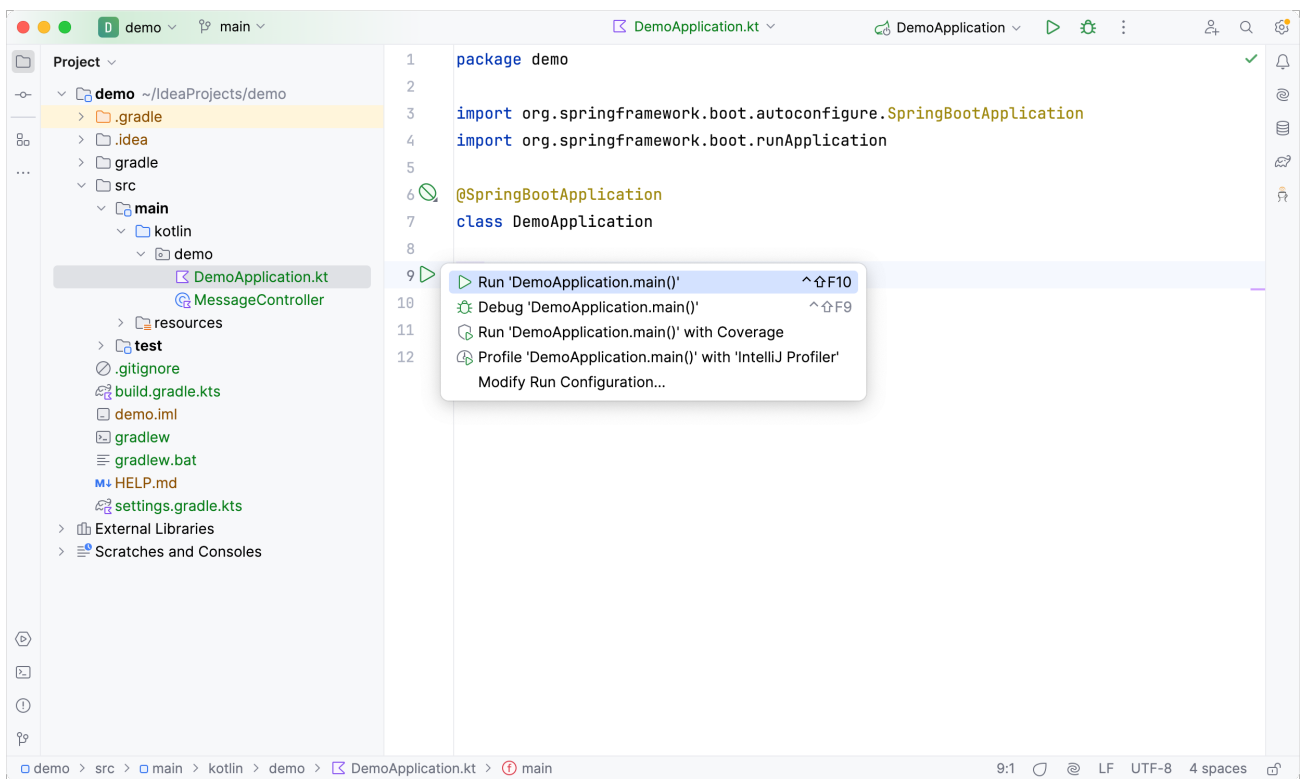 D demo main DemoApplication.kt DemoApplication
Project
demo ~/IdeaProjects/demo
.gradle
.idea
gradle
src
main
kotlin
demo
DemoApplication.kt
MessageController
resources
test
.gitignore
build.gradle.kts
demo.iml
gradlew
gradlew.bat
M↓ HELP.md
settings.gradle.kts
External Libraries
Scratches and Consoles
1 package demo
2
3 import org.springframework.boot.autoconfigure.SpringBootApplication
4 import org.springframework.boot.runApplication
5
6 @SpringBootApplication
7 class DemoApplication
8
9
10
11
12
Run 'DemoApplication.main()' ^⇧F10
Debug 'DemoApplication.main()' ^⇧F9
Run 'DemoApplication.main()' with Coverage
Profile 'DemoApplication.main()' with 'IntelliJ Profiler'
Modify Run Configuration...
demo > src > main > kotlin > demo > DemoApplication.kt > f main 9:1 LF UTF-8 4 spaces